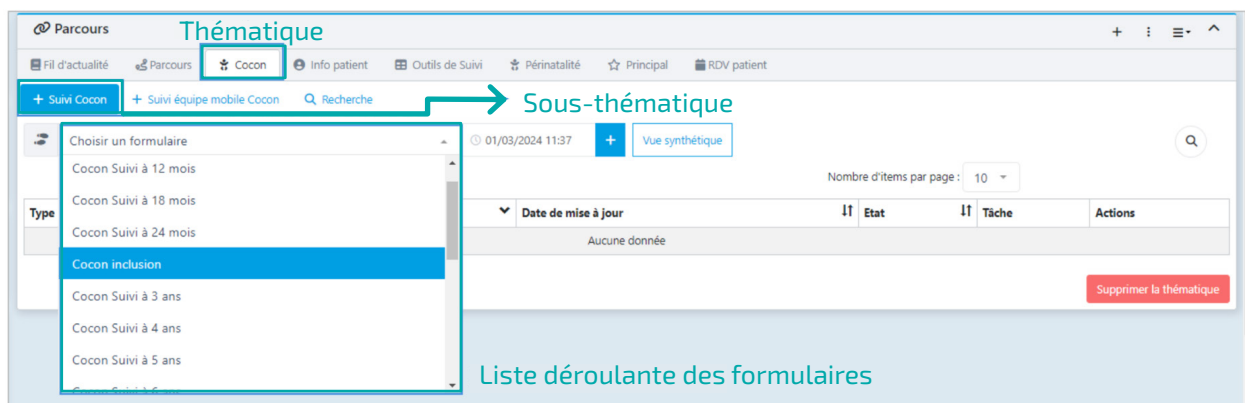 Parcours
Thématique
Fil d'actualité Parcours Cocon Info patient Outils de Suivi Périnatalité Principal RDV patient
+ Suivi Cocon + Suivi équipe mobile Cocon Recherche
Sous-thématique
Choisir un formulaire 01/03/2024 11:37 + Vue synthétique
Cocon Suivi à 12 mois
Nombre d'items par page : 10
Cocon Suivi à 18 mois
Type Date de mise à jour Etat Tâche Actions
Cocon Suivi à 24 mois
Aucune donnée
Cocon inclusion
Cocon Suivi à 3 ans
Supprimer la thématique
Cocon Suivi à 4 ans
Cocon Suivi à 5 ans
Liste déroulante des formulaires